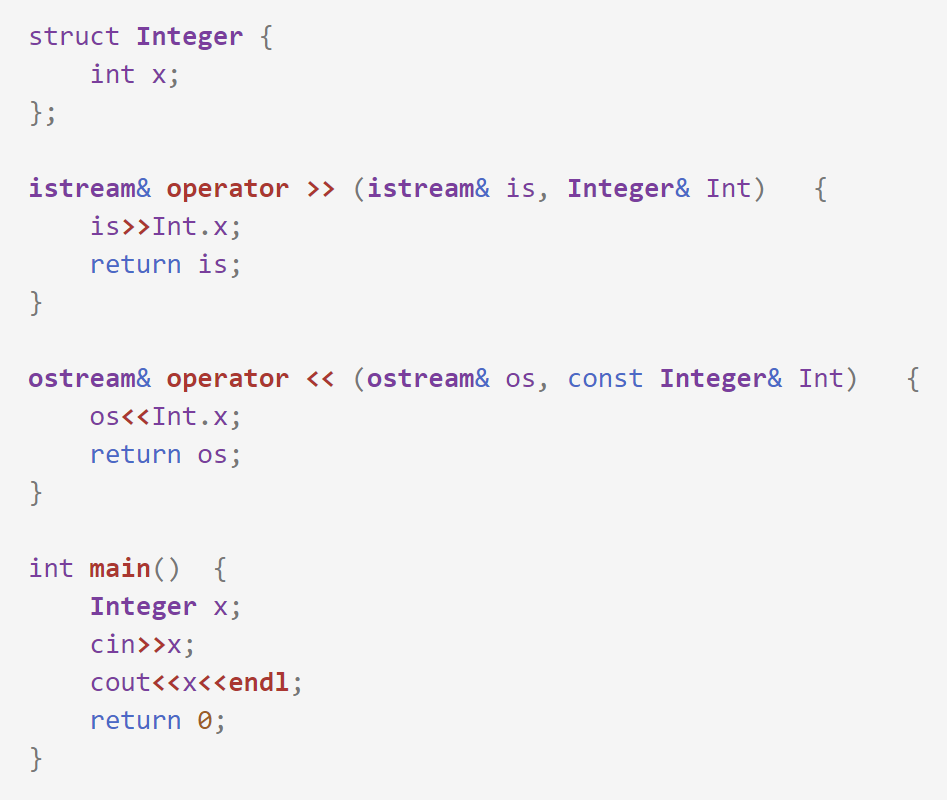 struct Integer {
    int x;
};

istream& operator >> (istream& is, Integer& Int)   {
    is>>Int.x;
    return is;
}

ostream& operator << (ostream& os, const Integer& Int)   {
    os<<Int.x;
    return os;
}

int main()  {
    Integer x;
    cin>>x;
    cout<<x<<endl;
    return 0;
}